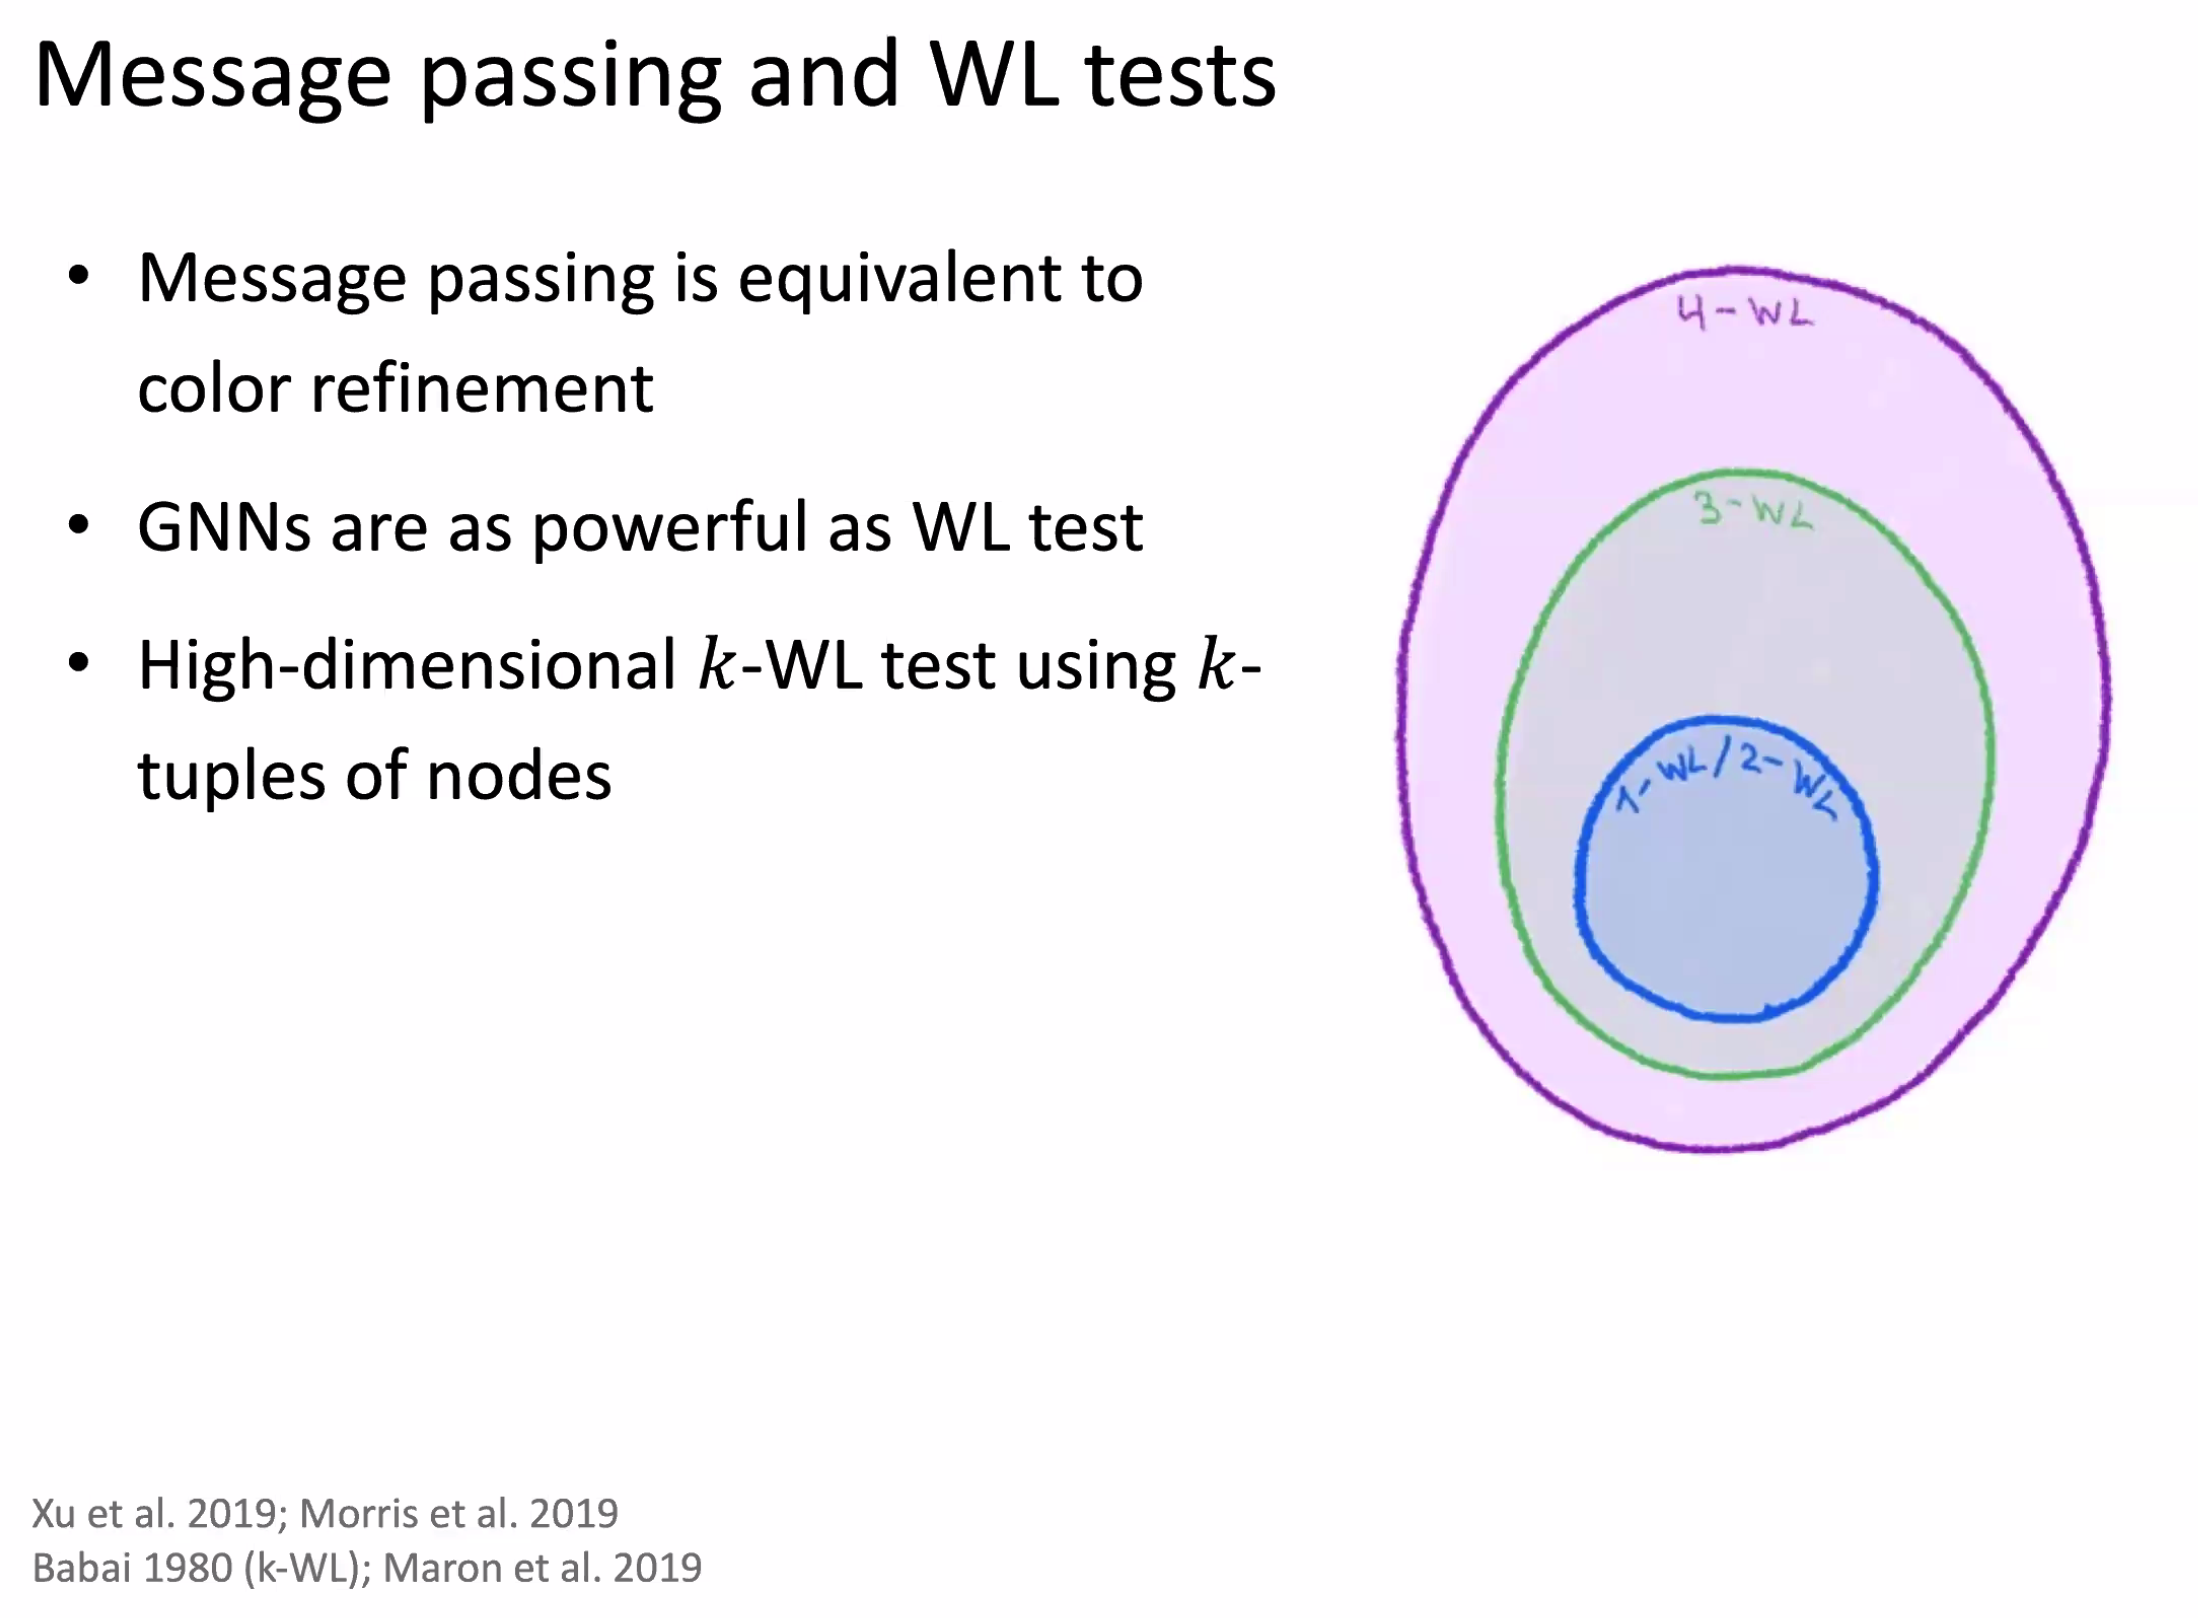 Message passing and WL tests
• Message passing is equivalent to
color refinement
• GNNs are as powerful as WL test
• High-dimensional k-WL test using k-
tuples of nodes
4-WL
3-WL
1-WL/2-WL
Xu et al. 2019; Morris et al. 2019
Babai 1980 (k-WL); Maron et al. 2019